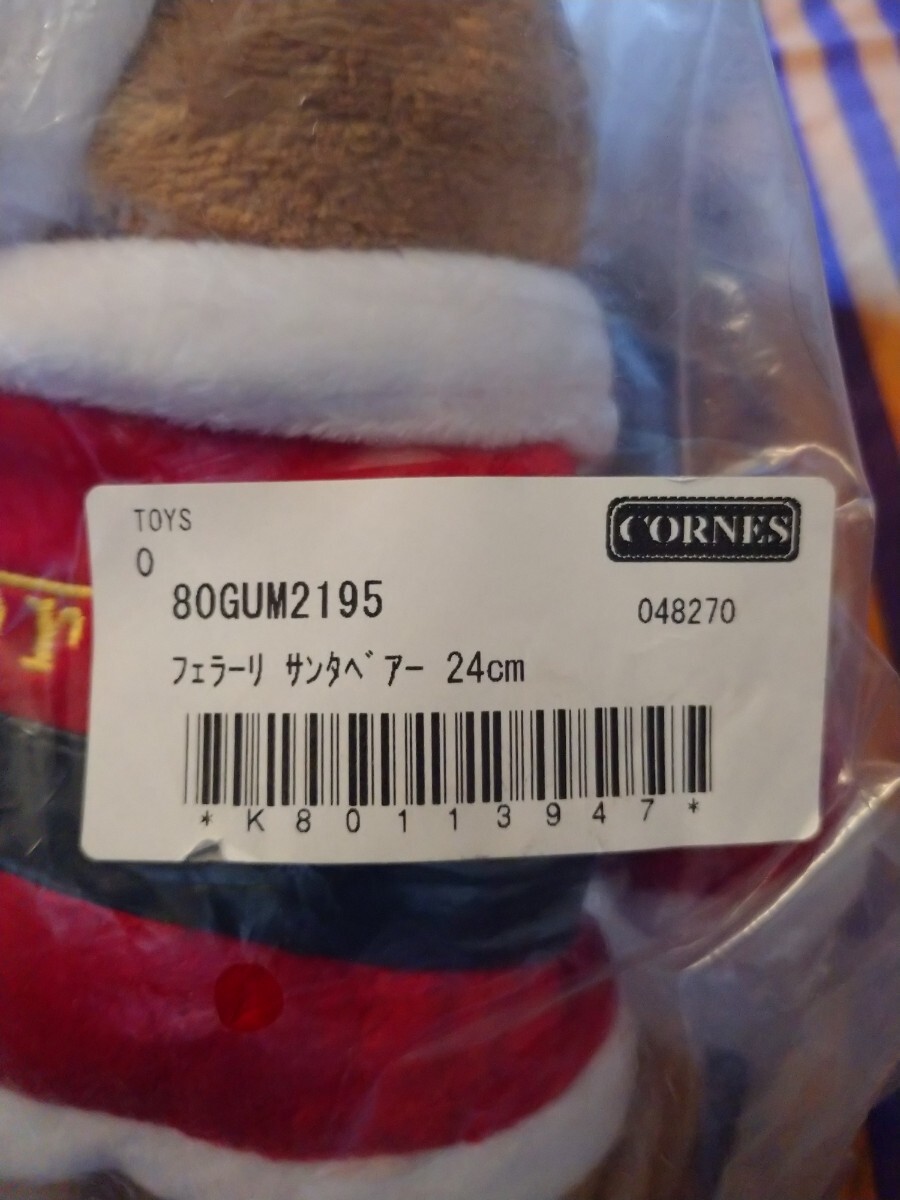 TOYS
CORNES
0
80GUM2195
048270
ﾌｪﾗｰﾘ ｻﾝﾀﾍﾞｱｰ 24cm
*K80113947*